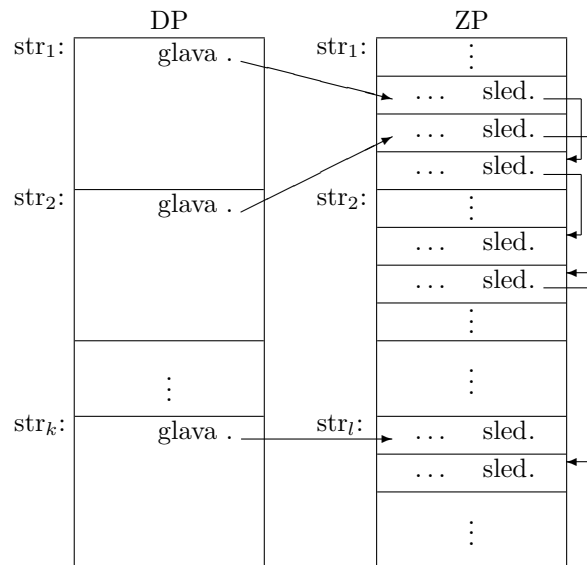 DP ZP
str₁: glava . str₁: ⋮
... sled.
... sled.
... sled.
str₂: glava . str₂: ⋮
... sled.
... sled.
⋮
⋮ ⋮
strₖ: glava . strₗ: ... sled.
... sled.
⋮